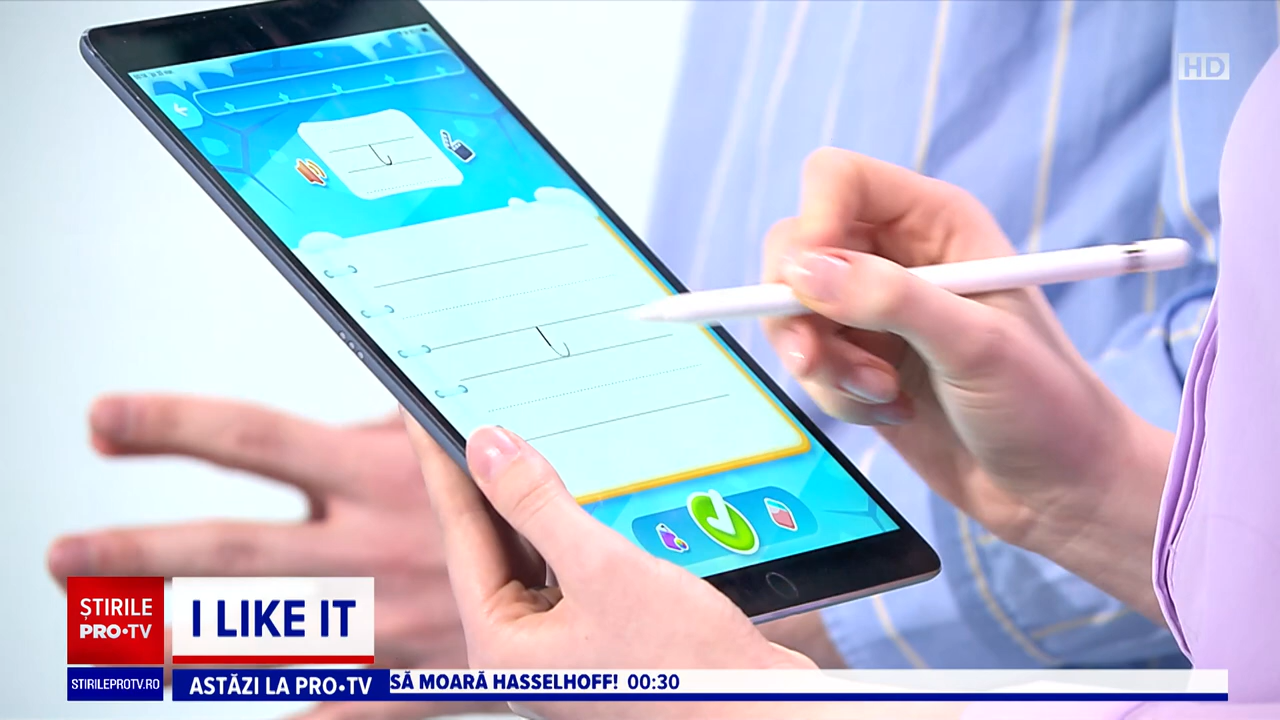 HD
ȘTIRILE
PRO•TV
I LIKE IT
STIRILEPROTV.RO
ASTĂZI LA PRO•TV
SĂ MOARĂ HASSELHOFF! 00:30